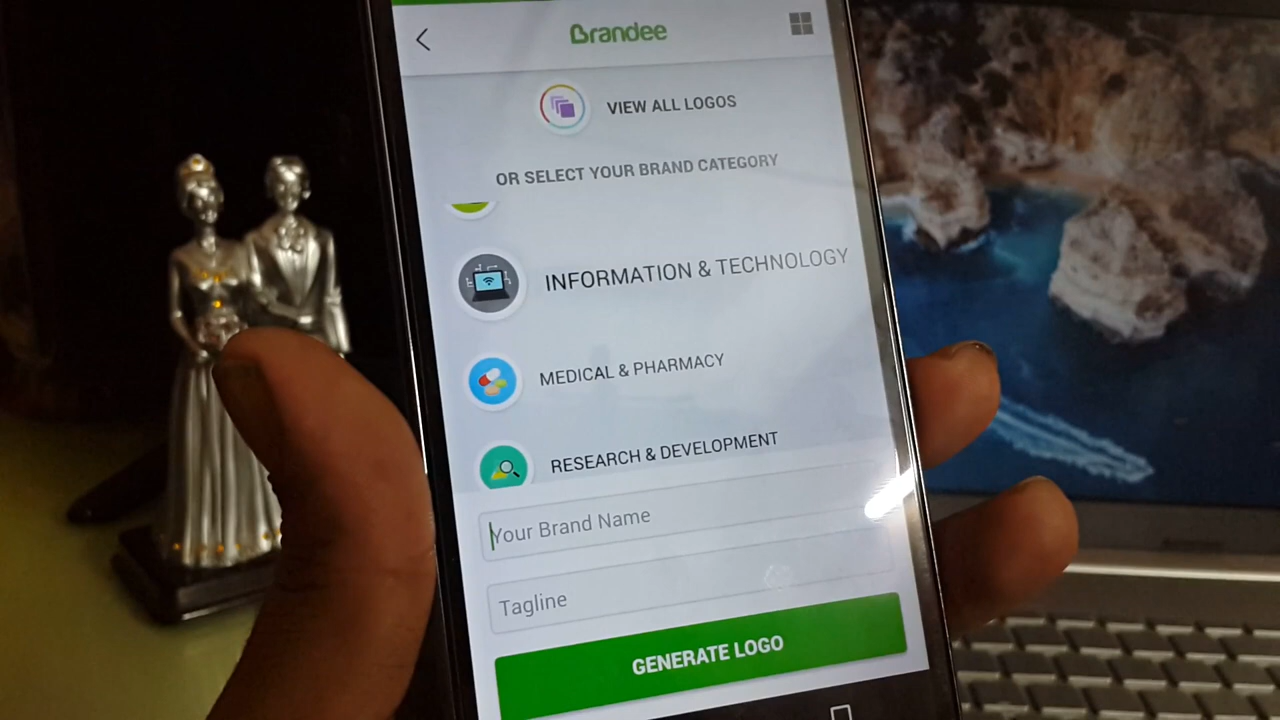 Brandee
VIEW ALL LOGOS
OR SELECT YOUR BRAND CATEGORY
INFORMATION & TECHNOLOGY
MEDICAL & PHARMACY
RESEARCH & DEVELOPMENT
Your Brand Name
Tagline
GENERATE LOGO